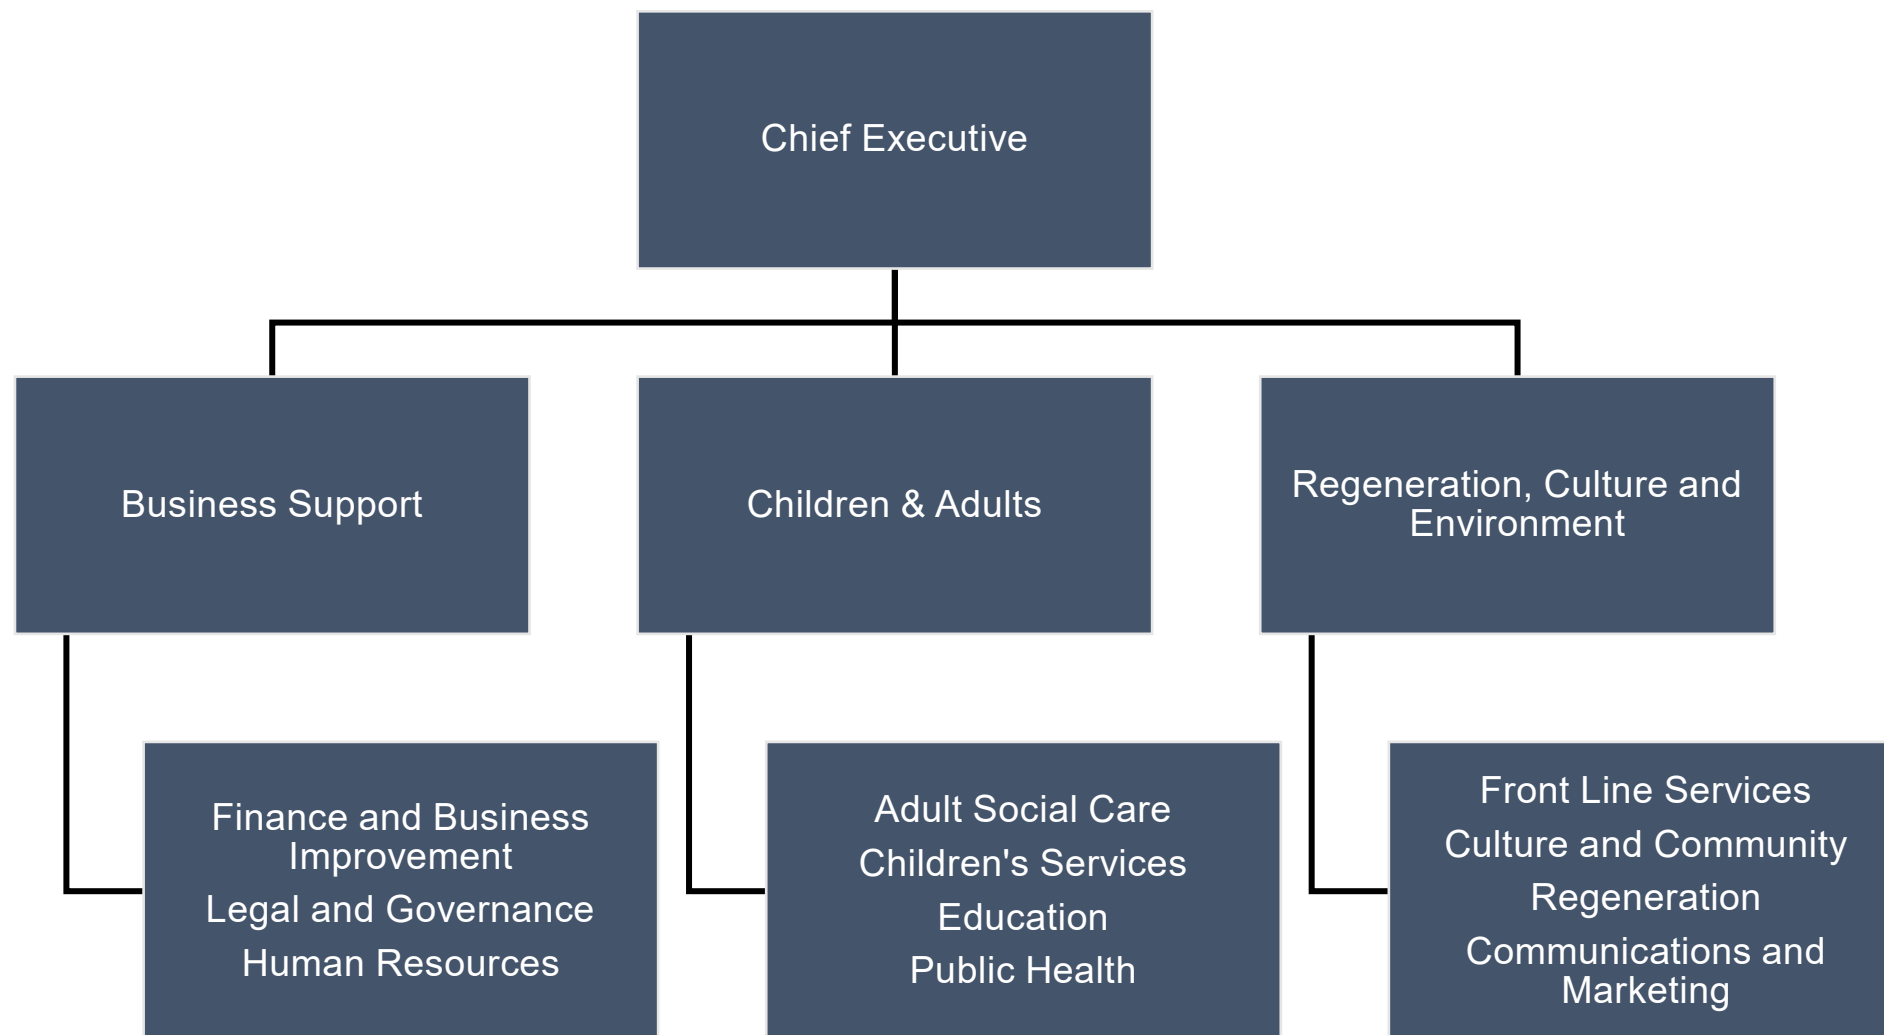 Chief Executive
Business Support
Children & Adults
Regeneration, Culture and
Environment
Finance and Business
Improvement
Legal and Governance
Human Resources
Adult Social Care
Children's Services
Education
Public Health
Front Line Services
Culture and Community
Regeneration
Communications and
Marketing